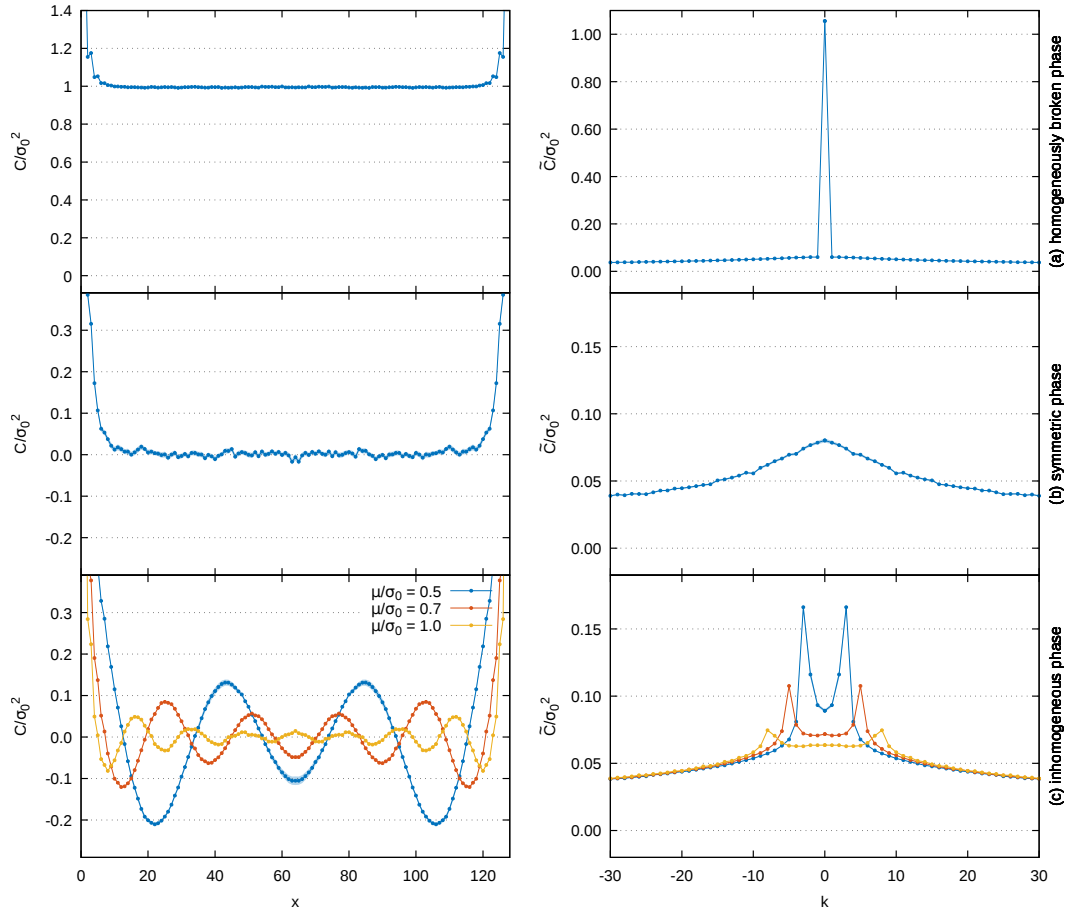 1.4
1.2
1
0.8
0.6
0.4
0.2
0
C/σ₀²
1.00
0.80
0.60
0.40
0.20
0.00
C̃/σ₀²
(a) homogeneously broken phase
0.3
0.2
0.1
0.0
-0.1
-0.2
C/σ₀²
0.15
0.10
0.05
0.00
C̃/σ₀²
(b) symmetric phase
μ/σ₀ = 0.5
μ/σ₀ = 0.7
μ/σ₀ = 1.0
0.3
0.2
0.1
0.0
-0.1
-0.2
C/σ₀²
0 20 40 60 80 100 120
x
0.15
0.10
0.05
0.00
C̃/σ₀²
-30 -20 -10 0 10 20 30
k
(c) inhomogeneous phase